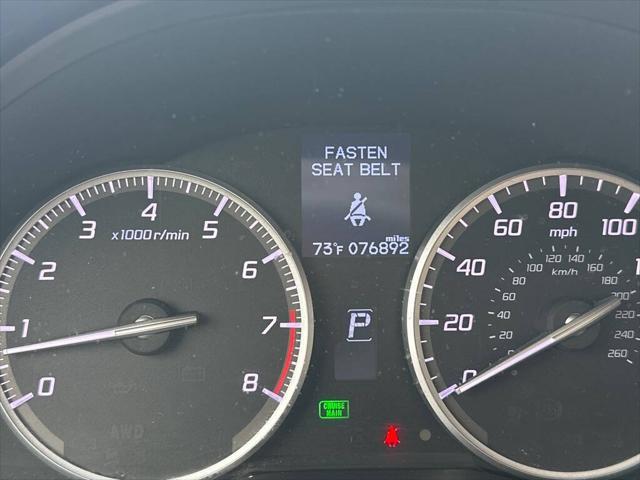 FASTEN
SEAT BELT
miles
73°F 076892
x1000r/min
0
1
2
3
4
5
6
7
8
P
CRUISE
MAIN
AWD
mph
0
20
40
60
80
100
km/h
0
20
40
60
80
100
120
140
160
180
200
220
240
260